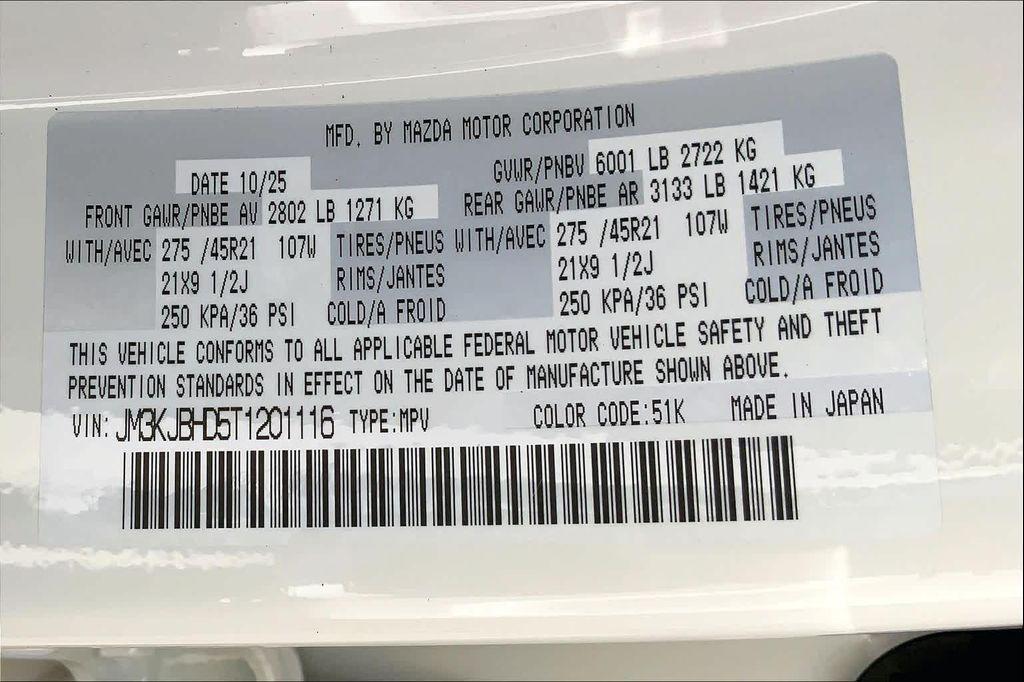 MFD. BY MAZDA MOTOR CORPORATION
DATE 10/25 GVWR/PNBV 6001 LB 2722 KG
FRONT GAWR/PNBE AV 2802 LB 1271 KG REAR GAWR/PNBE AR 3133 LB 1421 KG
WITH/AVEC 275 /45R21 107W TIRES/PNEUS WITH/AVEC 275 /45R21 107W TIRES/PNEUS
21X9 1/2J RIMS/JANTES 21X9 1/2J RIMS/JANTES
250 KPA/36 PSI COLD/A FROID 250 KPA/36 PSI COLD/A FROID
THIS VEHICLE CONFORMS TO ALL APPLICABLE FEDERAL MOTOR VEHICLE SAFETY AND THEFT
PREVENTION STANDARDS IN EFFECT ON THE DATE OF MANUFACTURE SHOWN ABOVE.
VIN: JM3KJBHD5T1201116 TYPE:MPV COLOR CODE:51K MADE IN JAPAN